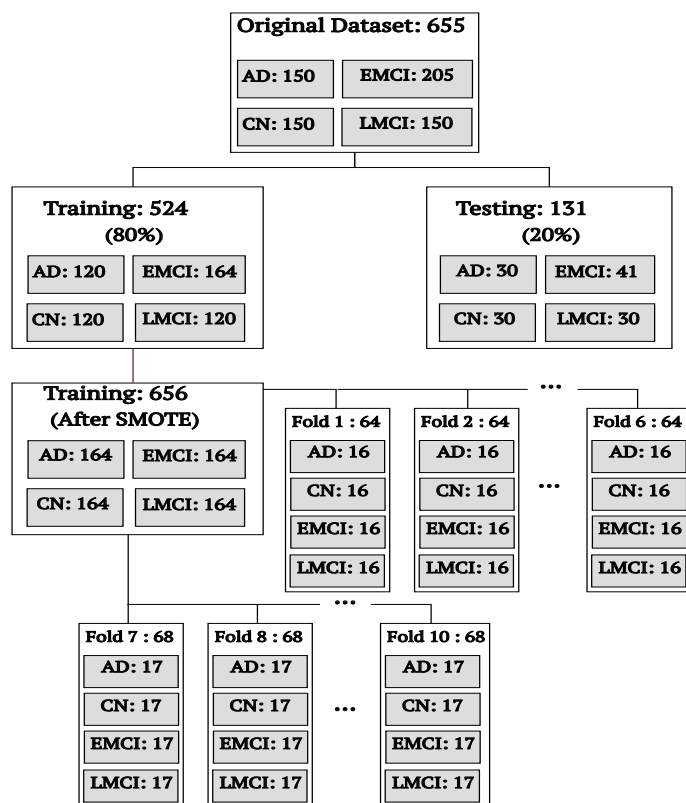 Original Dataset: 655
AD: 150
EMCI: 205
CN: 150
LMCI: 150
Training: 524
(80%)
AD: 120
EMCI: 164
CN: 120
LMCI: 120
Testing: 131
(20%)
AD: 30
EMCI: 41
CN: 30
LMCI: 30
Training: 656
(After SMOTE)
AD: 164
EMCI: 164
CN: 164
LMCI: 164
...
Fold 1 : 64
AD: 16
CN: 16
EMCI: 16
LMCI: 16
Fold 2 : 64
AD: 16
CN: 16
EMCI: 16
LMCI: 16
...
Fold 6 : 64
AD: 16
CN: 16
EMCI: 16
LMCI: 16
...
Fold 7 : 68
AD: 17
CN: 17
EMCI: 17
LMCI: 17
Fold 8 : 68
AD: 17
CN: 17
EMCI: 17
LMCI: 17
...
Fold 10 : 68
AD: 17
CN: 17
EMCI: 17
LMCI: 17